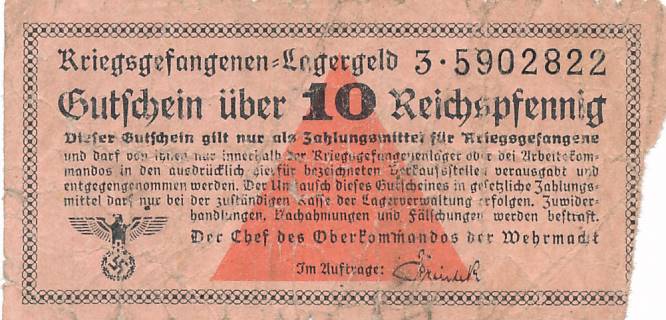 Kriegsgefangenen=Lagergeld 3·5902822
Gutschein über 10 Reichspfennig
Dieser Gutschein gilt nur als Zahlungsmittel für Kriegsgefangene
und darf von ihnen nur innerhalb der Kriegsgefangenenlager oder bei Arbeitskom-
mandos in den ausdrücklich hierfür bezeichneten Verkaufsstellen verausgabt und
entgegengenommen werden. Der Umtausch dieses Gutscheines in gesetzliche Zahlungs-
mittel darf nur bei der zuständigen Kasse der Lagerverwaltung erfolgen. Zuwider-
handlungen, Nachahmungen und Fälschungen werden bestraft.
Der Chef des Oberkommandos der Wehrmacht
Im Auftrage: